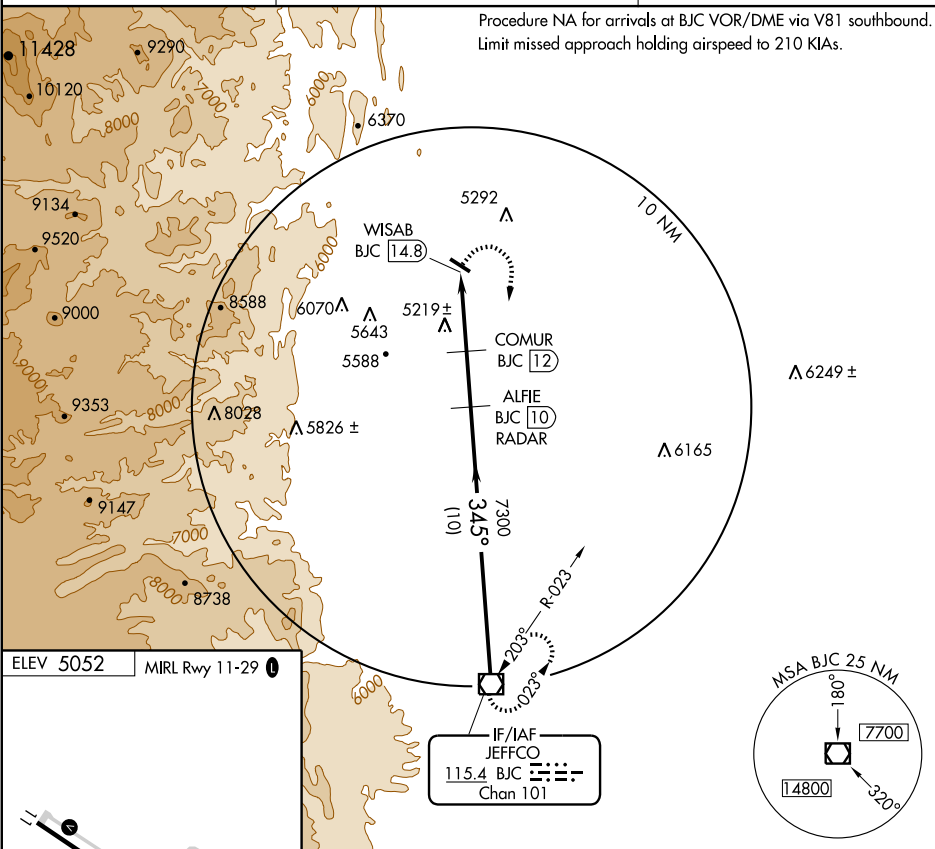 Procedure NA for arrivals at BJC VOR/DME via V81 southbound.
Limit missed approach holding airspeed to 210 KIAs.
11428
9290
10120
7000
6000
8000
6370
9134
5292
10 NM
WISAB
BJC 14.8
9520
6000
8588
6070
5219 ±
9000
5643
COMUR
BJC 12
5588
9000
6249 ±
ALFIE
BJC 10
RADAR
9353
8000
8028
5826 ±
6165
9147
7300
345°
(10)
7000
R-023
8000
8738
203°
023°
ELEV 5052
MIRL Rwy 11-29 L
6000
MSA BJC 25 NM
180°
7700
14800
320°
IF/IAF
JEFFCO
115.4 BJC
Chan 101
11
V